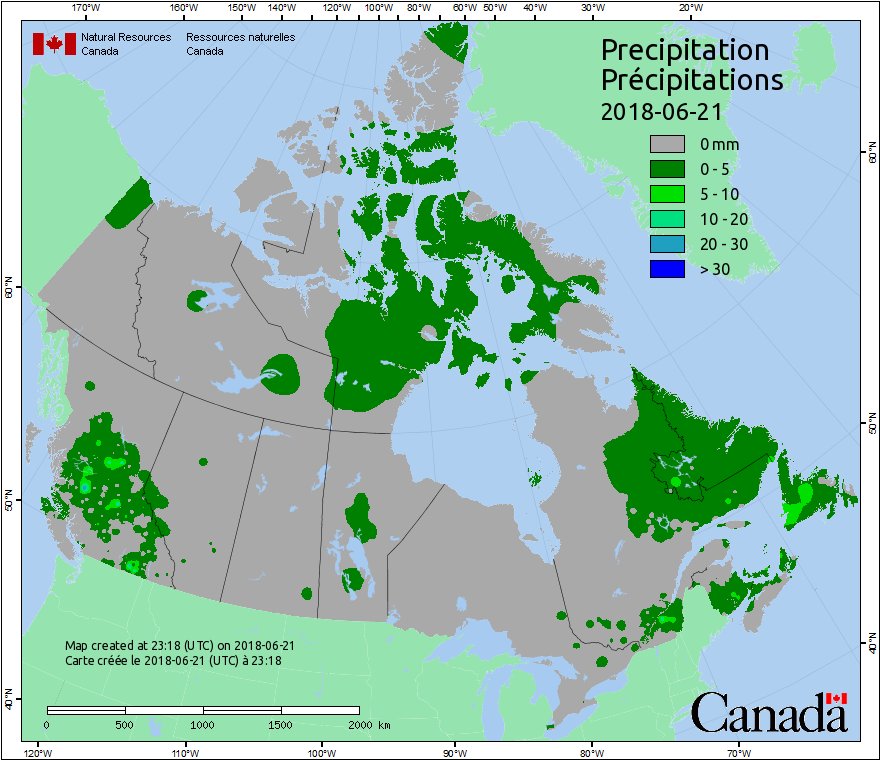 170°W 160°W 150°W 140°W 130°W 120°W 110°W 100°W 90°W 80°W 70°W 60°W 50°W 40°W 30°W 20°W
Natural Resources Canada
Ressources naturelles Canada
Precipitation
Précipitations
2018-06-21
0 mm
0 - 5
5 - 10
10 - 20
20 - 30
> 30
60°N
60°N
50°N
50°N
40°N
40°N
Map created at 23:18 (UTC) on 2018-06-21
Carte créée le 2018-06-21 (UTC) à 23:18
0 500 1000 1500 2000 km
Canada
120°W 110°W 100°W 90°W 80°W 70°W